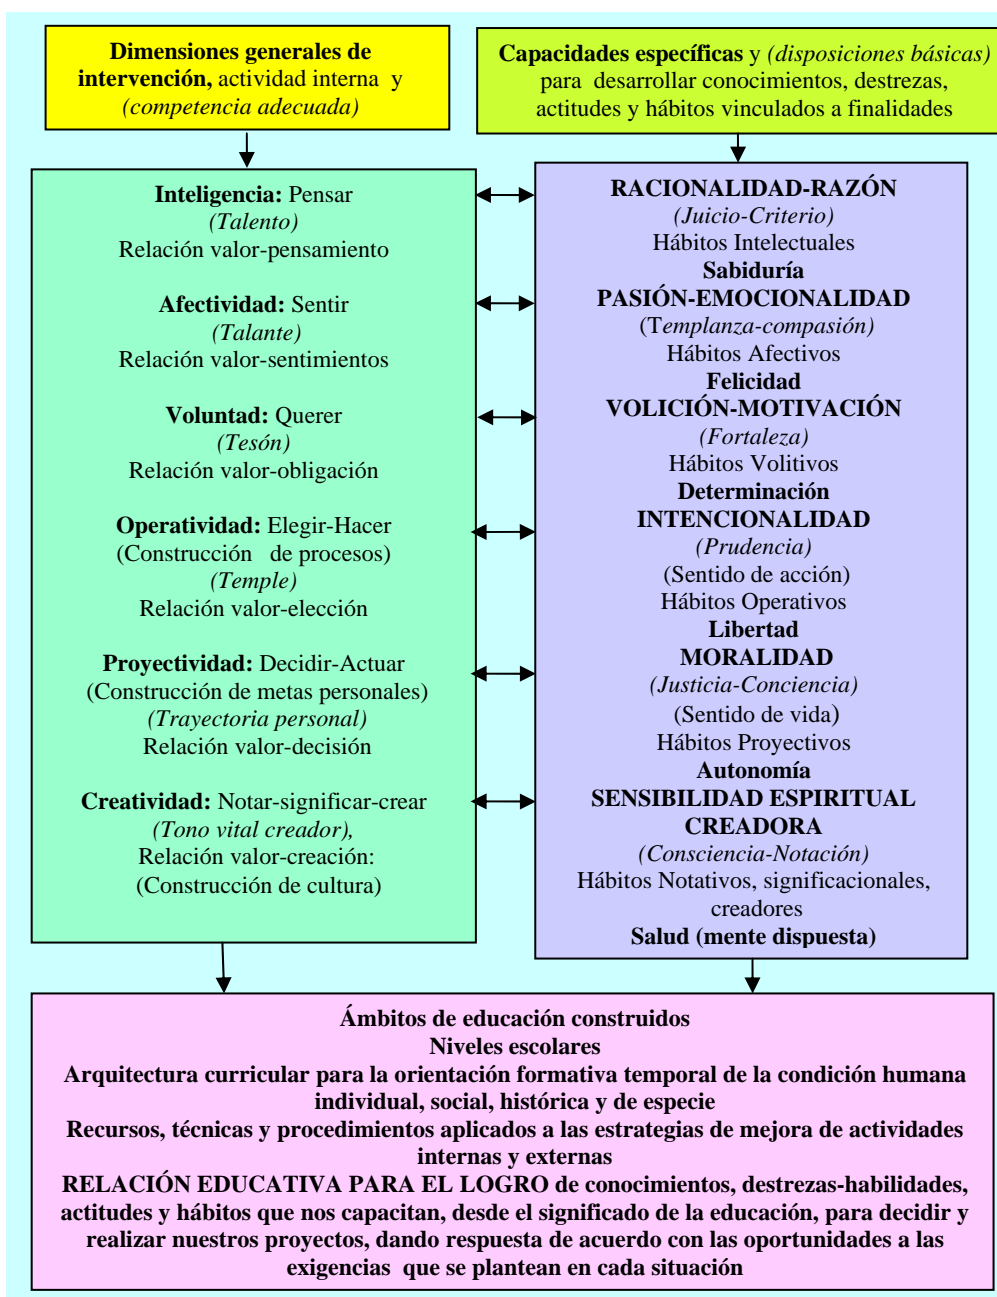 Dimensiones generales de
intervención, actividad interna y
(competencia adecuada)
Capacidades específicas y (disposiciones básicas)
para desarrollar conocimientos, destrezas,
actitudes y hábitos vinculados a finalidades
Inteligencia: Pensar
(Talento)
Relación valor-pensamiento
Afectividad: Sentir
(Talante)
Relación valor-sentimientos
Voluntad: Querer
(Tesón)
Relación valor-obligación
Operatividad: Elegir-Hacer
(Construcción de procesos)
(Temple)
Relación valor-elección
Proyectividad: Decidir-Actuar
(Construcción de metas personales)
(Trayectoria personal)
Relación valor-decisión
Creatividad: Notar-significar-crear
(Tono vital creador),
Relación valor-creación:
(Construcción de cultura)
RACIONALIDAD-RAZÓN
(Juicio-Criterio)
Hábitos Intelectuales
Sabiduría
PASIÓN-EMOCIONALIDAD
(Templanza-compasión)
Hábitos Afectivos
Felicidad
VOLICIÓN-MOTIVACIÓN
(Fortaleza)
Hábitos Volitivos
Determinación
INTENCIONALIDAD
(Prudencia)
(Sentido de acción)
Hábitos Operativos
Libertad
MORALIDAD
(Justicia-Conciencia)
(Sentido de vida)
Hábitos Proyectivos
Autonomía
SENSIBILIDAD ESPIRITUAL
CREADORA
(Consciencia-Notación)
Hábitos Notativos, significacionales,
creadores
Salud (mente dispuesta)
Ámbitos de educación construidos
Niveles escolares
Arquitectura curricular para la orientación formativa temporal de la condición humana
individual, social, histórica y de especie
Recursos, técnicas y procedimientos aplicados a las estrategias de mejora de actividades
internas y externas
RELACIÓN EDUCATIVA PARA EL LOGRO de conocimientos, destrezas-habilidades,
actitudes y hábitos que nos capacitan, desde el significado de la educación, para decidir y
realizar nuestros proyectos, dando respuesta de acuerdo con las oportunidades a las
exigencias que se plantean en cada situación